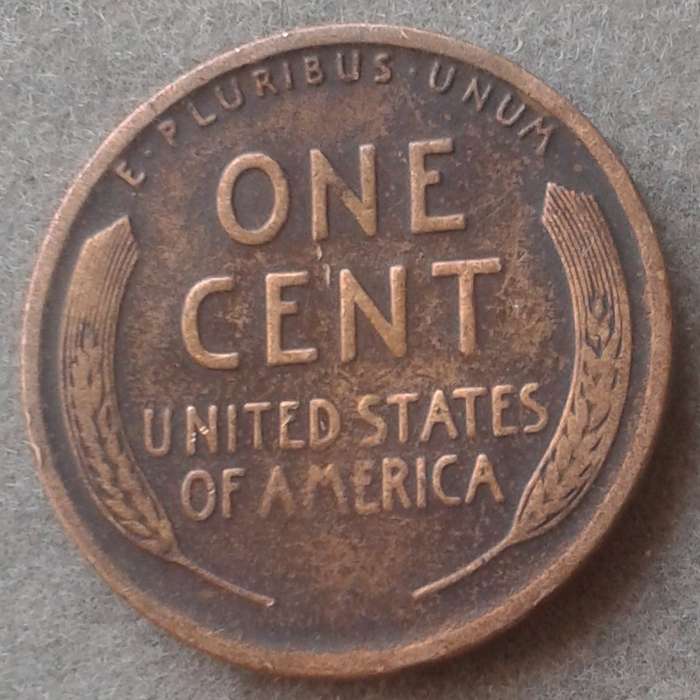 E·PLURIBUS·UNUM
ONE
CENT
UNITED STATES
OF AMERICA